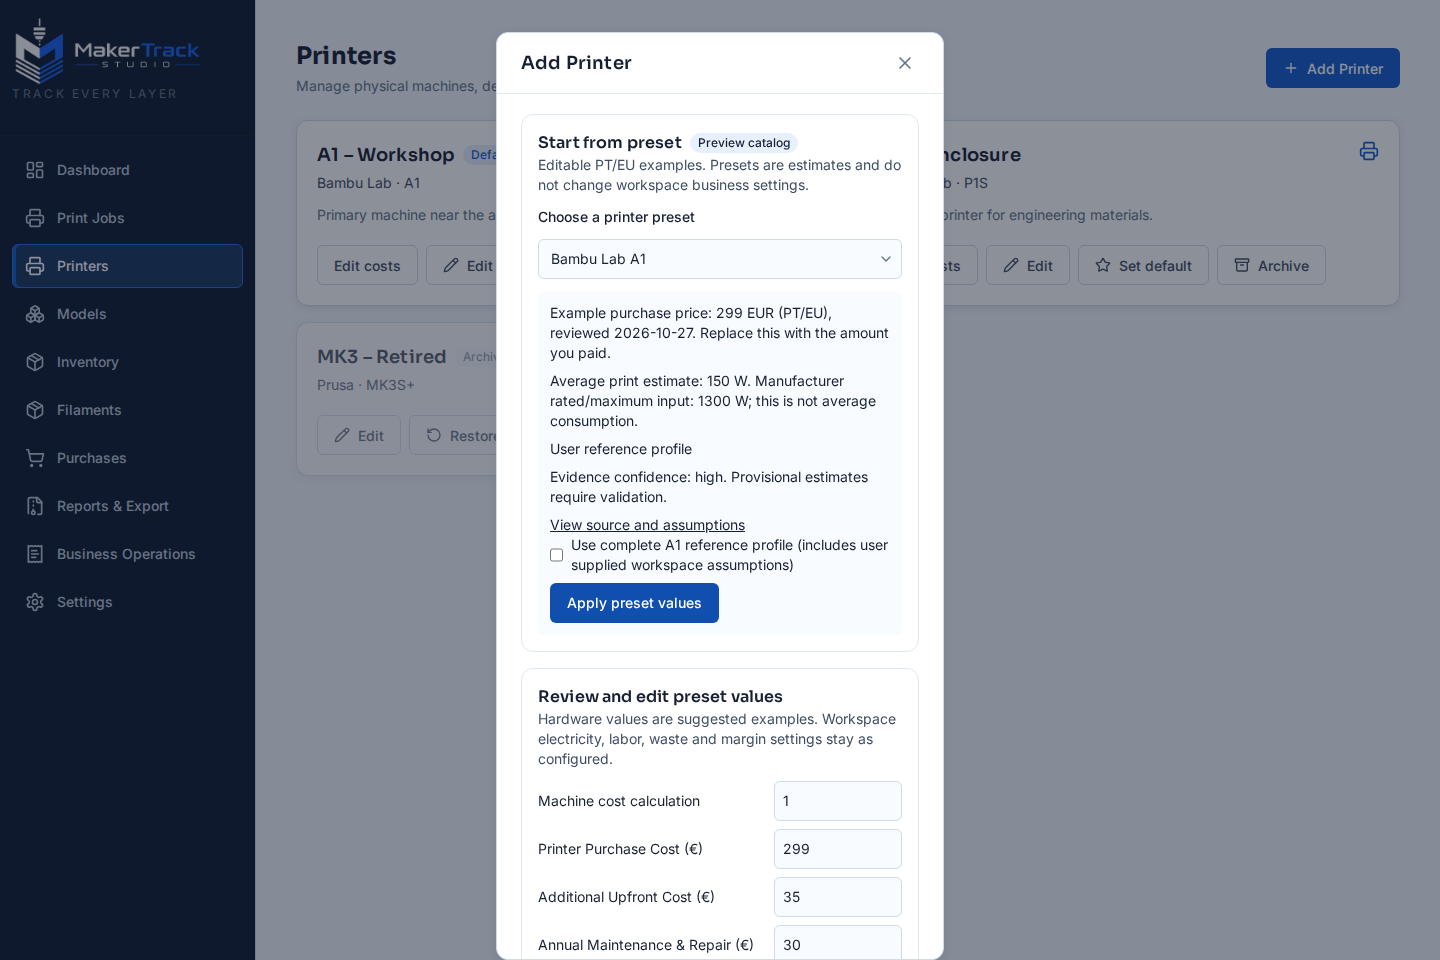 MakerTrack
STUDIO
TRACK EVERY LAYER
Dashboard
Print Jobs
Printers
Models
Inventory
Filaments
Purchases
Reports & Export
Business Operations
Settings
Printers
Manage physical machines, de
Add Printer
A1 – Workshop
Defa
Bambu Lab · A1
Primary machine near the a
Edit costs
Edit
nclosure
b · P1S
printer for engineering materials.
sts
Edit
Set default
Archive
MK3 – Retired
Archiv
Prusa · MK3S+
Edit
Restore
Add Printer
Start from preset
Preview catalog
Editable PT/EU examples. Presets are estimates and do
not change workspace business settings.
Choose a printer preset
Bambu Lab A1
Example purchase price: 299 EUR (PT/EU),
reviewed 2026-10-27. Replace this with the amount
you paid.
Average print estimate: 150 W. Manufacturer
rated/maximum input: 1300 W; this is not average
consumption.
User reference profile
Evidence confidence: high. Provisional estimates
require validation.
View source and assumptions
Use complete A1 reference profile (includes user
supplied workspace assumptions)
Apply preset values
Review and edit preset values
Hardware values are suggested examples. Workspace
electricity, labor, waste and margin settings stay as
configured.
Machine cost calculation
1
Printer Purchase Cost (€)
299
Additional Upfront Cost (€)
35
Annual Maintenance & Repair (€)
30